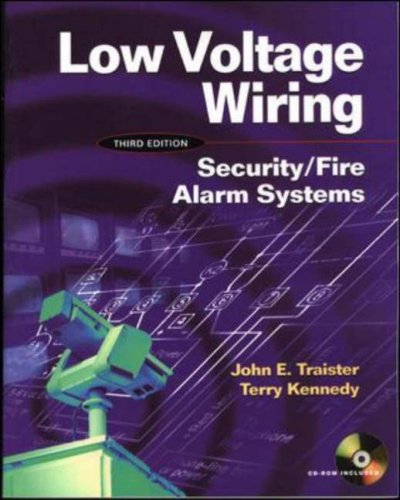 Low Voltage
Wiring
THIRD EDITION
Security/Fire
Alarm Systems
John E. Traister
Terry Kennedy
CD-ROM INCLUDED